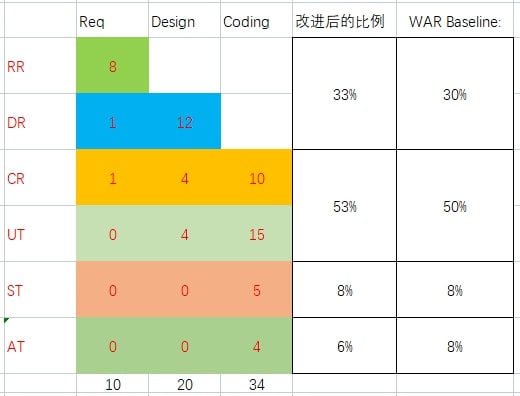 Req Design Coding 改进后的比例 WAR Baseline:
RR 8
33% 30%
DR 1 12
CR 1 4 10
53% 50%
UT 0 4 15
ST 0 0 5 8% 8%
AT 0 0 4 6% 8%
10 20 34